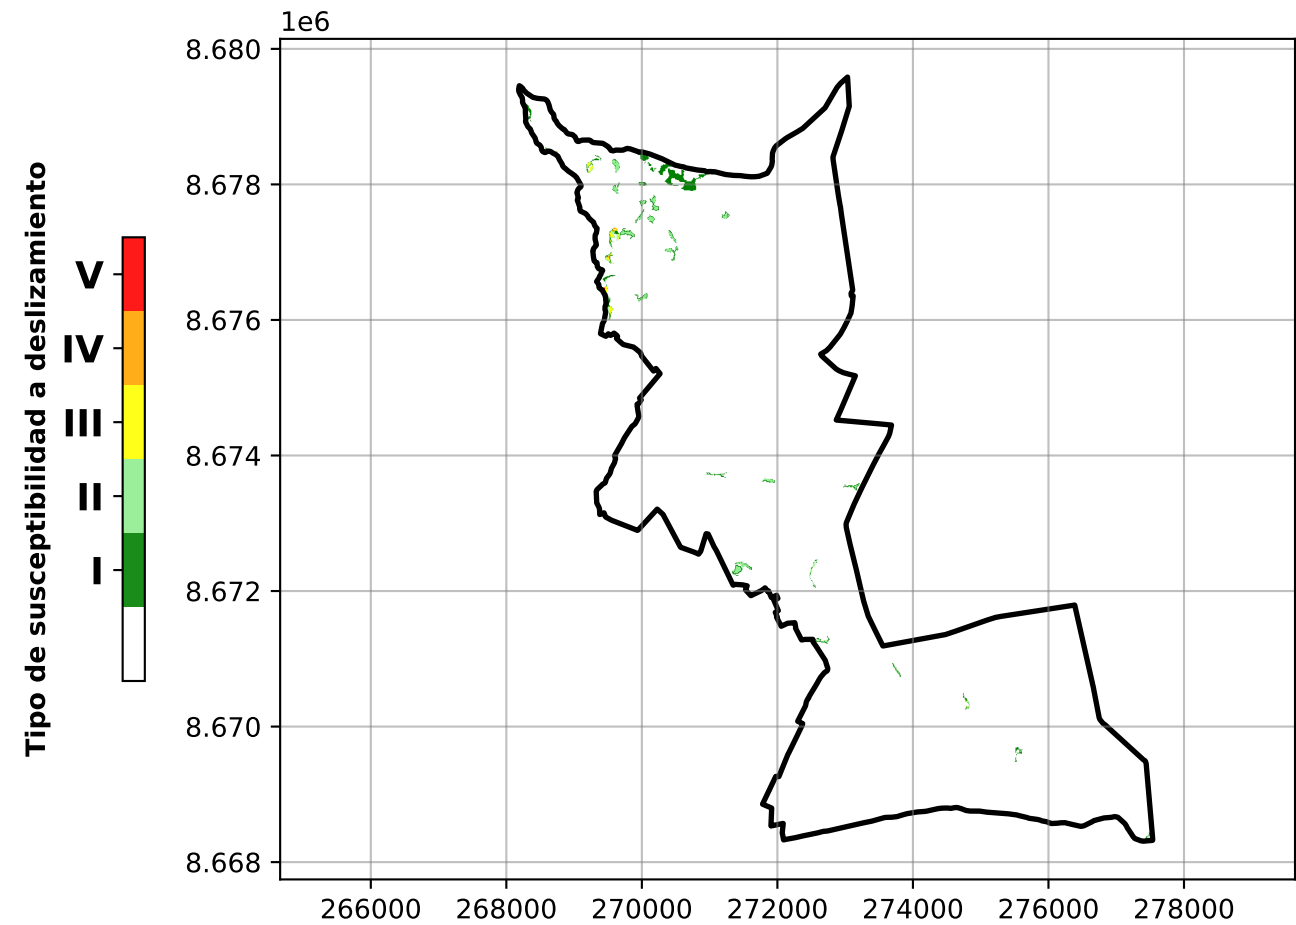 1e6
8.680
8.678
8.676
8.674
8.672
8.670
8.668
266000 268000 270000 272000 274000 276000 278000
Tipo de susceptibilidad a deslizamiento
V
IV
III
II
I